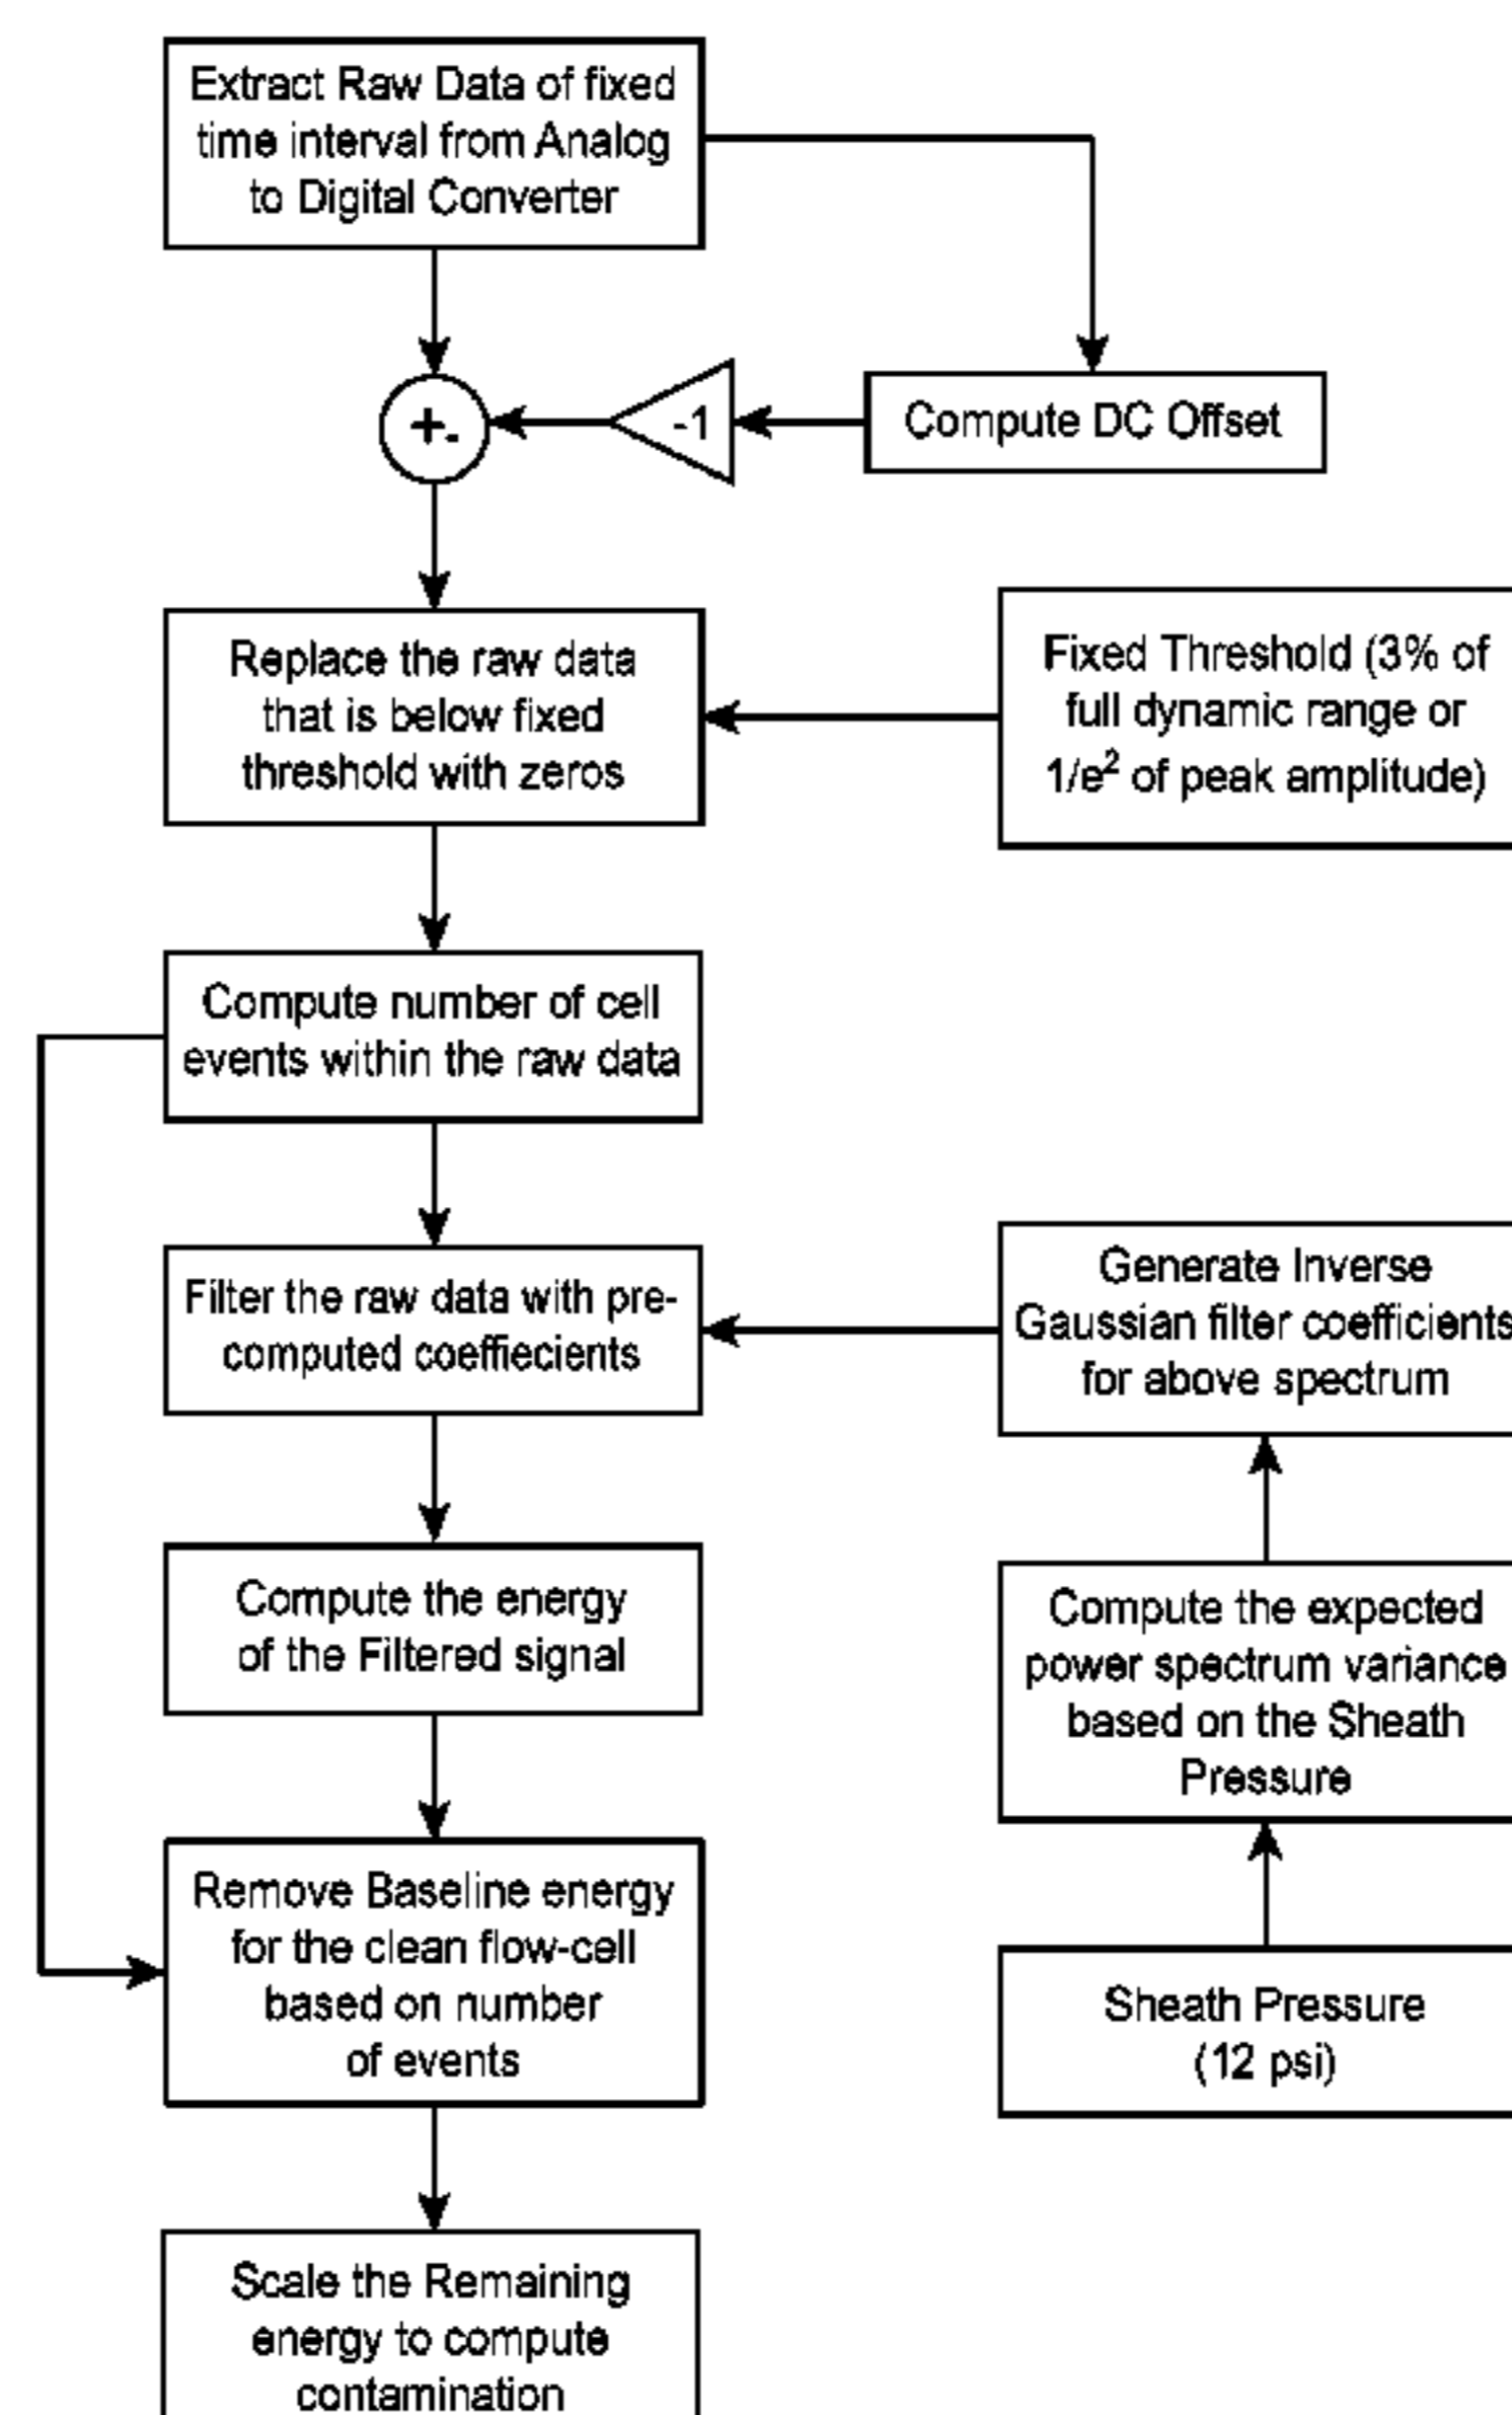 Extract Raw Data of fixed
time interval from Analog
to Digital Converter
+-
-1
Compute DC Offset
Replace the raw data
that is below fixed
threshold with zeros
Fixed Threshold (3% of
full dynamic range or
1/e² of peak amplitude)
Compute number of cell
events within the raw data
Filter the raw data with pre-
computed coeffiecients
Generate Inverse
Gaussian filter coefficients
for above spectrum
Compute the energy
of the Filtered signal
Compute the expected
power spectrum variance
based on the Sheath
Pressure
Remove Baseline energy
for the clean flow-cell
based on number
of events
Sheath Pressure
(12 psi)
Scale the Remaining
energy to compute
contamination